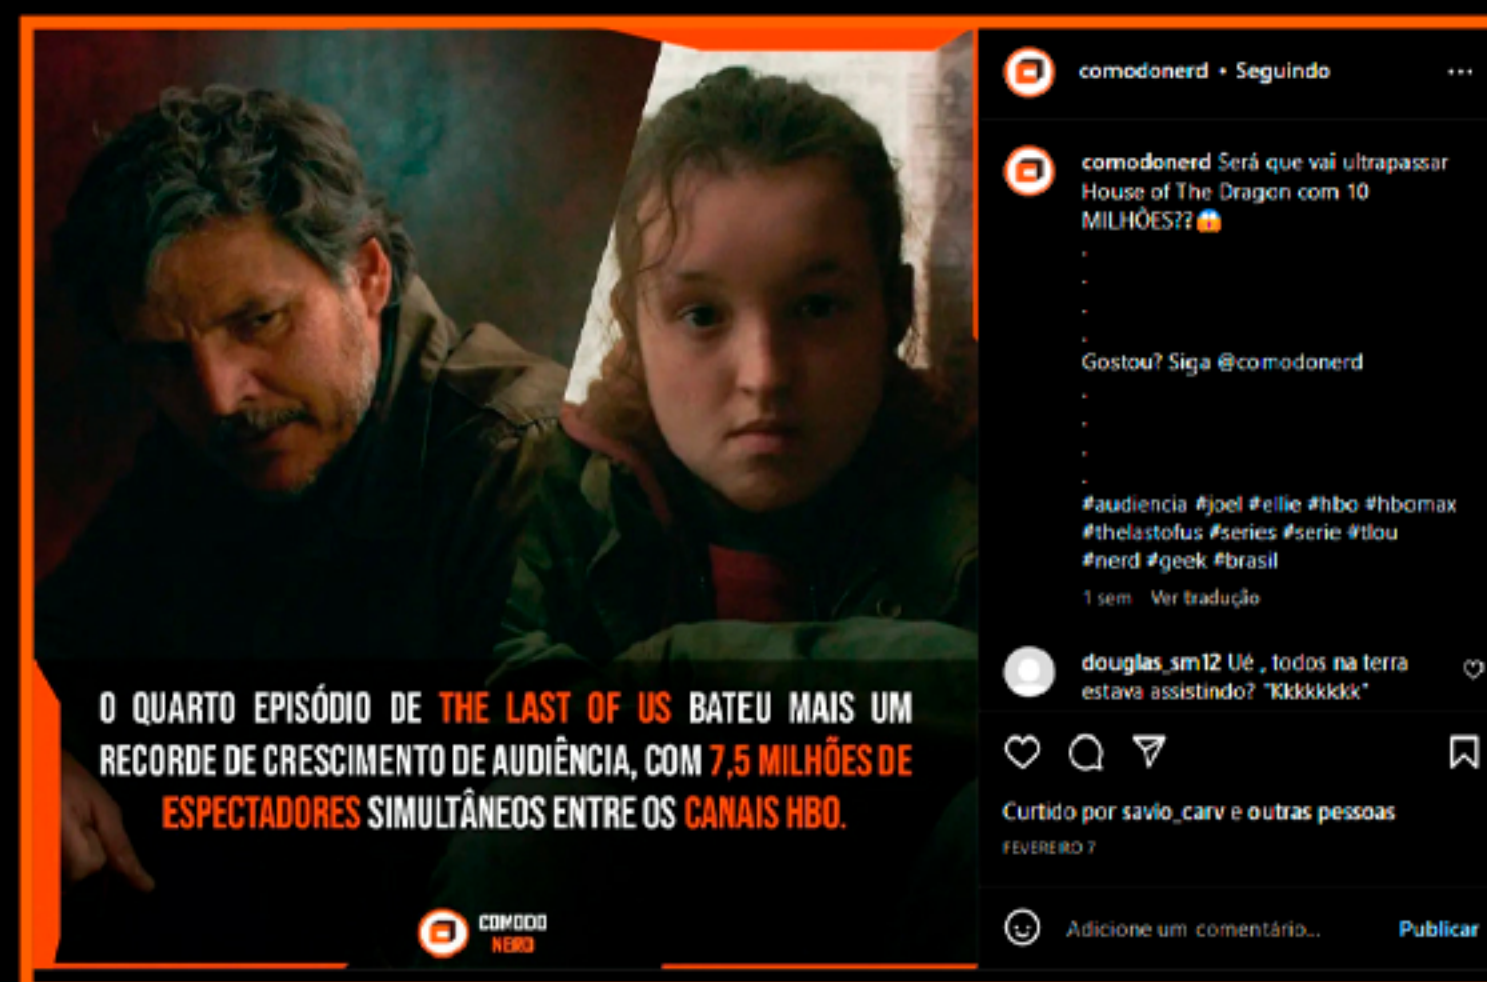 O QUARTO EPISÓDIO DE THE LAST OF US BATEU MAIS UM
RECORDE DE CRESCIMENTO DE AUDIÊNCIA, COM 7,5 MILHÕES DE
ESPECTADORES SIMULTÂNEOS ENTRE OS CANAIS HBO.
COMODO
NERD
comodonerd • Seguindo
comodonerd Será que vai ultrapassar
House of The Dragon com 10
MILHÕES??😱
.
.
.
.
Gostou? Siga @comodonerd
.
.
.
.
#audiencia #joel #ellie #hbo #hbomax
#thelastofus #series #serie #tlou
#nerd #geek #brasil
1 sem Ver tradução
douglas_sm12 Ué , todos na terra
estava assistindo? "Kkkkkkkk"
Curtido por savio_carv e outras pessoas
FEVEREIRO 7
Adicione um comentário... Publicar